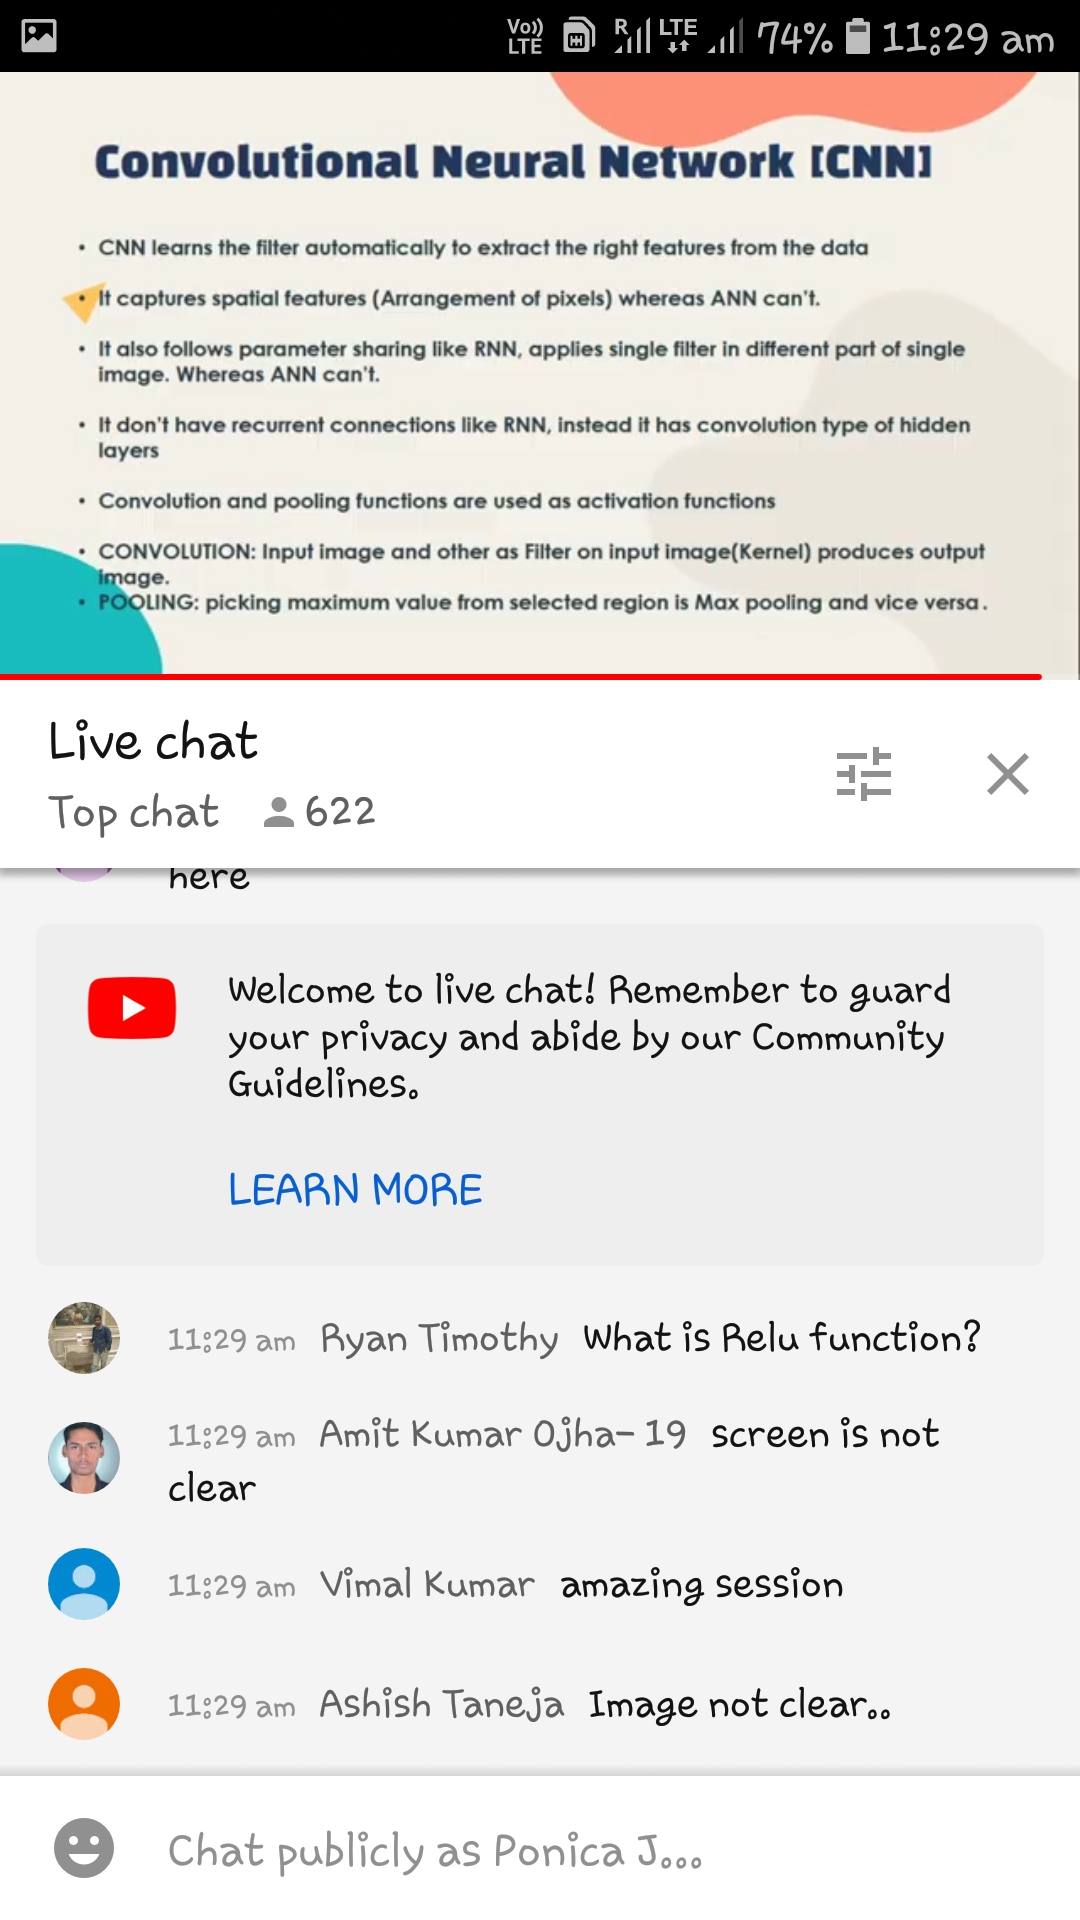 Vo)) LTE R LTE 74% 11:29 am
Convolutional Neural Network [CNN]
• CNN learns the filter automatically to extract the right features from the data
• It captures spatial features (Arrangement of pixels) whereas ANN can't.
• It also follows parameter sharing like RNN, applies single filter in different part of single
image. Whereas ANN can't.
• It don't have recurrent connections like RNN, instead it has convolution type of hidden
layers
• Convolution and pooling functions are used as activation functions
• CONVOLUTION: Input image and other as Filter on input image(Kernel) produces output
image.
• POOLING: picking maximum value from selected region is Max pooling and vice versa.
Live chat
Top chat 622
here
Welcome to live chat! Remember to guard
your privacy and abide by our Community
Guidelines.
LEARN MORE
11:29 am Ryan Timothy What is Relu function?
11:29 am Amit Kumar Ojha- 19 screen is not
clear
11:29 am Vimal Kumar amazing session
11:29 am Ashish Taneja Image not clear..
Chat publicly as Ponica J...